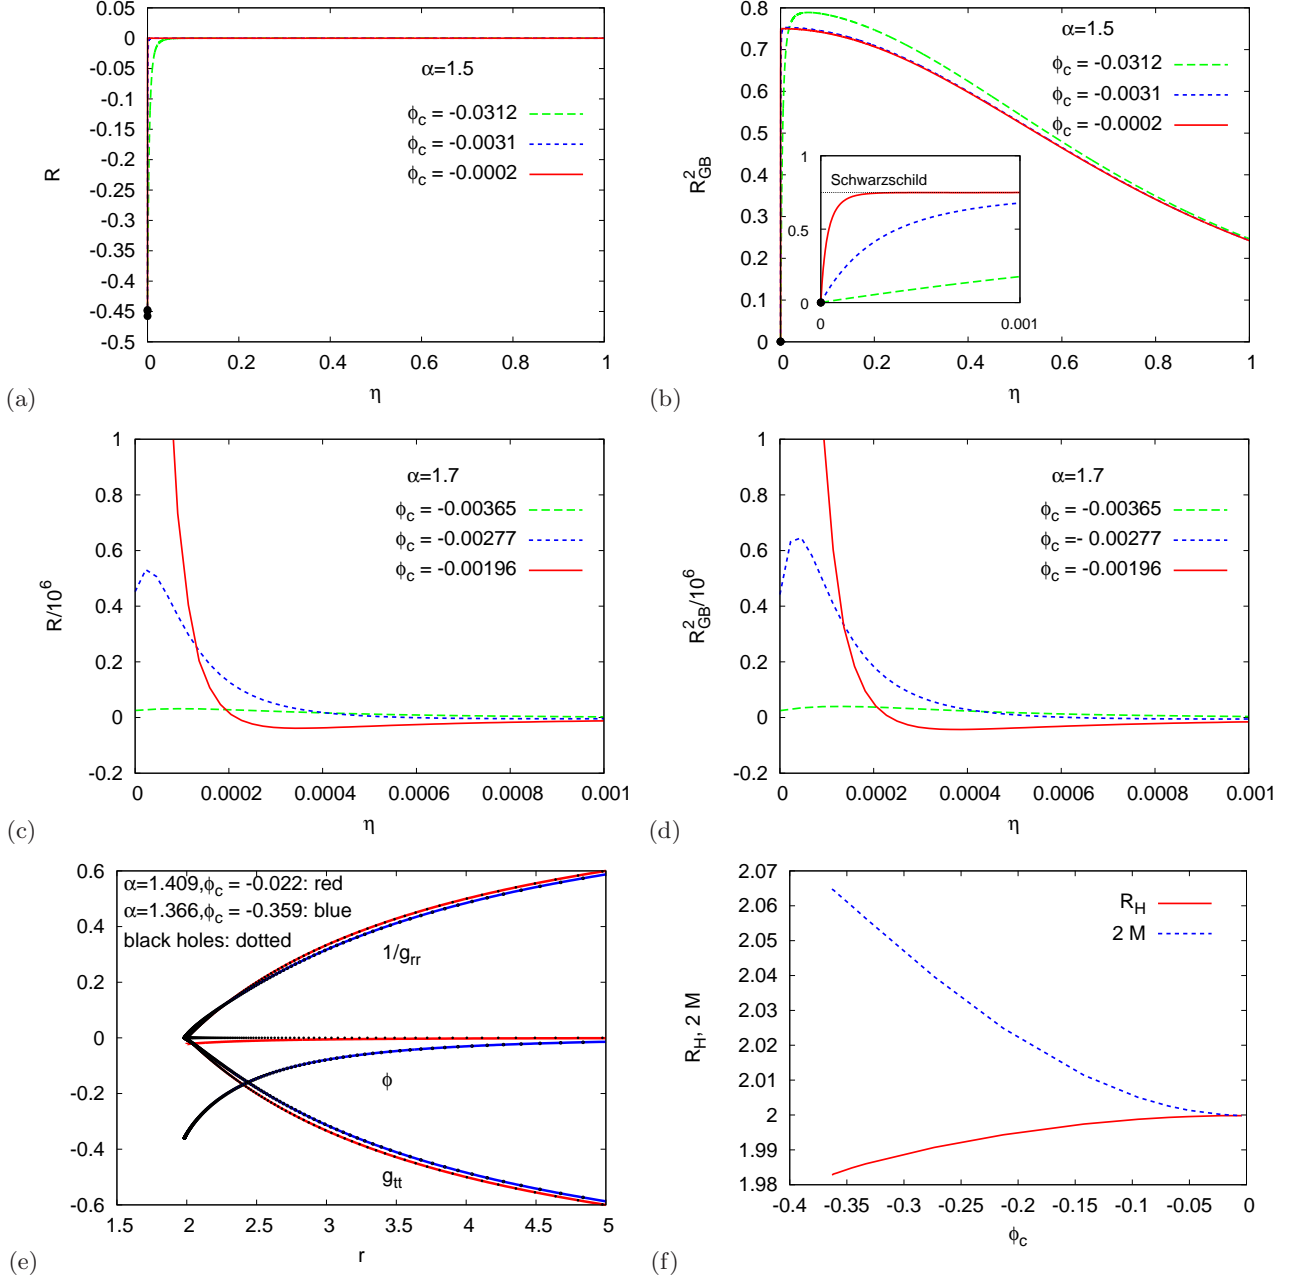 0.05
0
-0.05
-0.1
-0.15
-0.2
-0.25
-0.3
-0.35
-0.4
-0.45
-0.5
R
α=1.5
ϕc = -0.0312
ϕc = -0.0031
ϕc = -0.0002
0 0.2 0.4 0.6 0.8 1
η
(a)
0.8
0.7
0.6
0.5
0.4
0.3
0.2
0.1
0
R²GB
α=1.5
ϕc = -0.0312
ϕc = -0.0031
ϕc = -0.0002
1
Schwarzschild
0.5
0
0 0.001
0 0.2 0.4 0.6 0.8 1
η
(b)
1
0.8
0.6
0.4
0.2
0
-0.2
R/10⁶
α=1.7
ϕc = -0.00365
ϕc = -0.00277
ϕc = -0.00196
0 0.0002 0.0004 0.0006 0.0008 0.001
η
(c)
1
0.8
0.6
0.4
0.2
0
-0.2
R²GB/10⁶
α=1.7
ϕc = -0.00365
ϕc = - 0.00277
ϕc = -0.00196
0 0.0002 0.0004 0.0006 0.0008 0.001
η
(d)
0.6
0.4
0.2
0
-0.2
-0.4
-0.6
α=1.409,ϕc = -0.022: red
α=1.366,ϕc = -0.359: blue
black holes: dotted
1/grr
ϕ
gtt
1.5 2 2.5 3 3.5 4 4.5 5
r
(e)
2.07
2.06
2.05
2.04
2.03
2.02
2.01
2
1.99
1.98
RH, 2 M
RH
2 M
-0.4 -0.35 -0.3 -0.25 -0.2 -0.15 -0.1 -0.05 0
ϕc
(f)